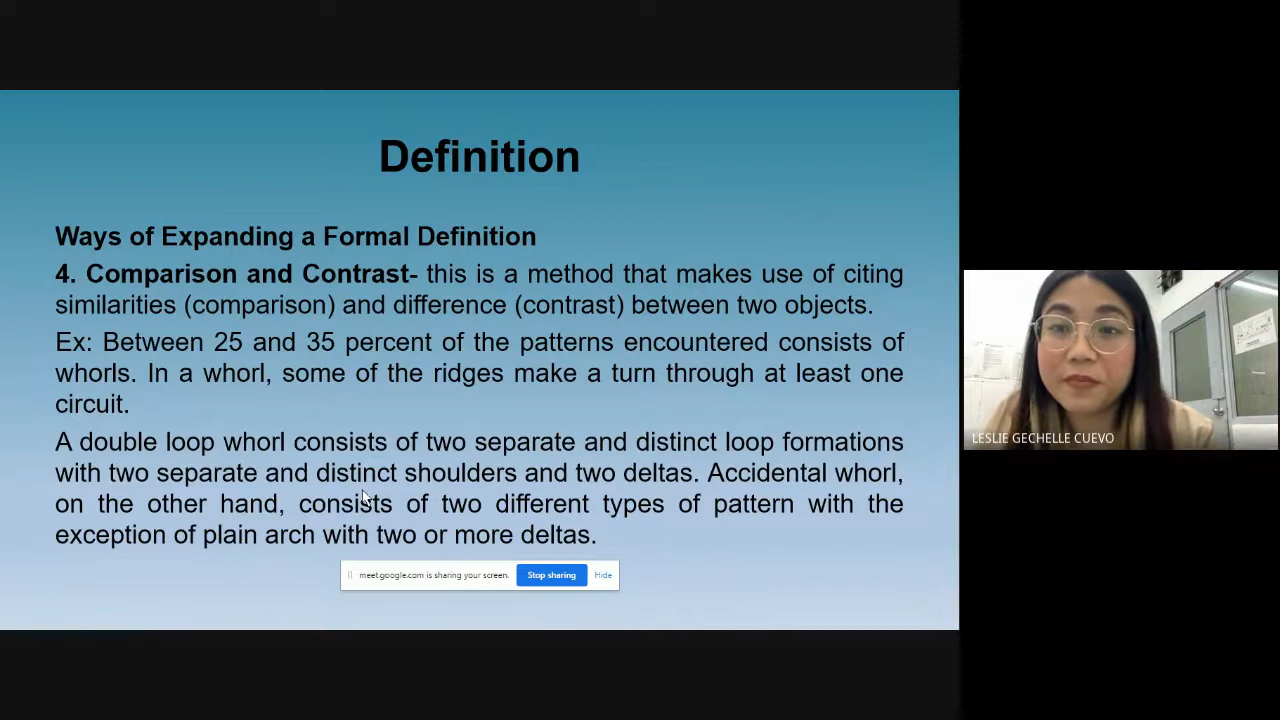 Definition
Ways of Expanding a Formal Definition
4. Comparison and Contrast- this is a method that makes use of citing
similarities (comparison) and difference (contrast) between two objects.
Ex: Between 25 and 35 percent of the patterns encountered consists of
whorls. In a whorl, some of the ridges make a turn through at least one
circuit.
A double loop whorl consists of two separate and distinct loop formations
with two separate and distinct shoulders and two deltas. Accidental whorl,
on the other hand, consists of two different types of pattern with the
exception of plain arch with two or more deltas.
meet.google.com is sharing your screen. Stop sharing Hide
LESLIE GECHELLE CUEVO